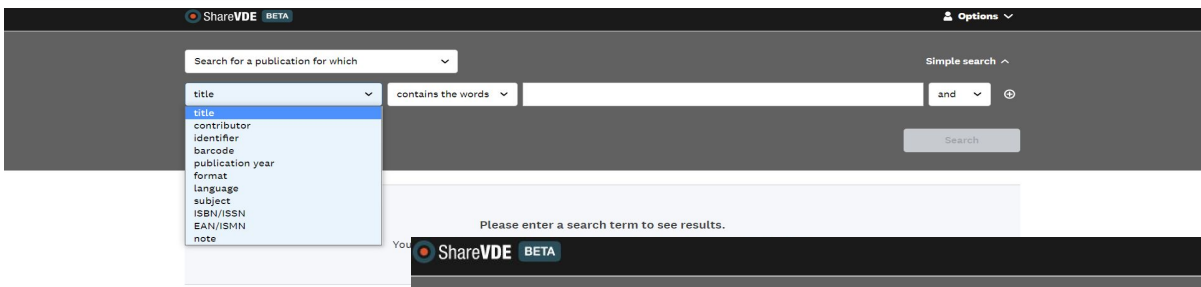 ShareVDE BETA Options
Search for a publication for which Simple search
title contains the words and
title
contributor
identifier
barcode
publication year
format
language
subject
ISBN/ISSN
EAN/ISMN
note
Search
Please enter a search term to see results.
You
ShareVDE BETA